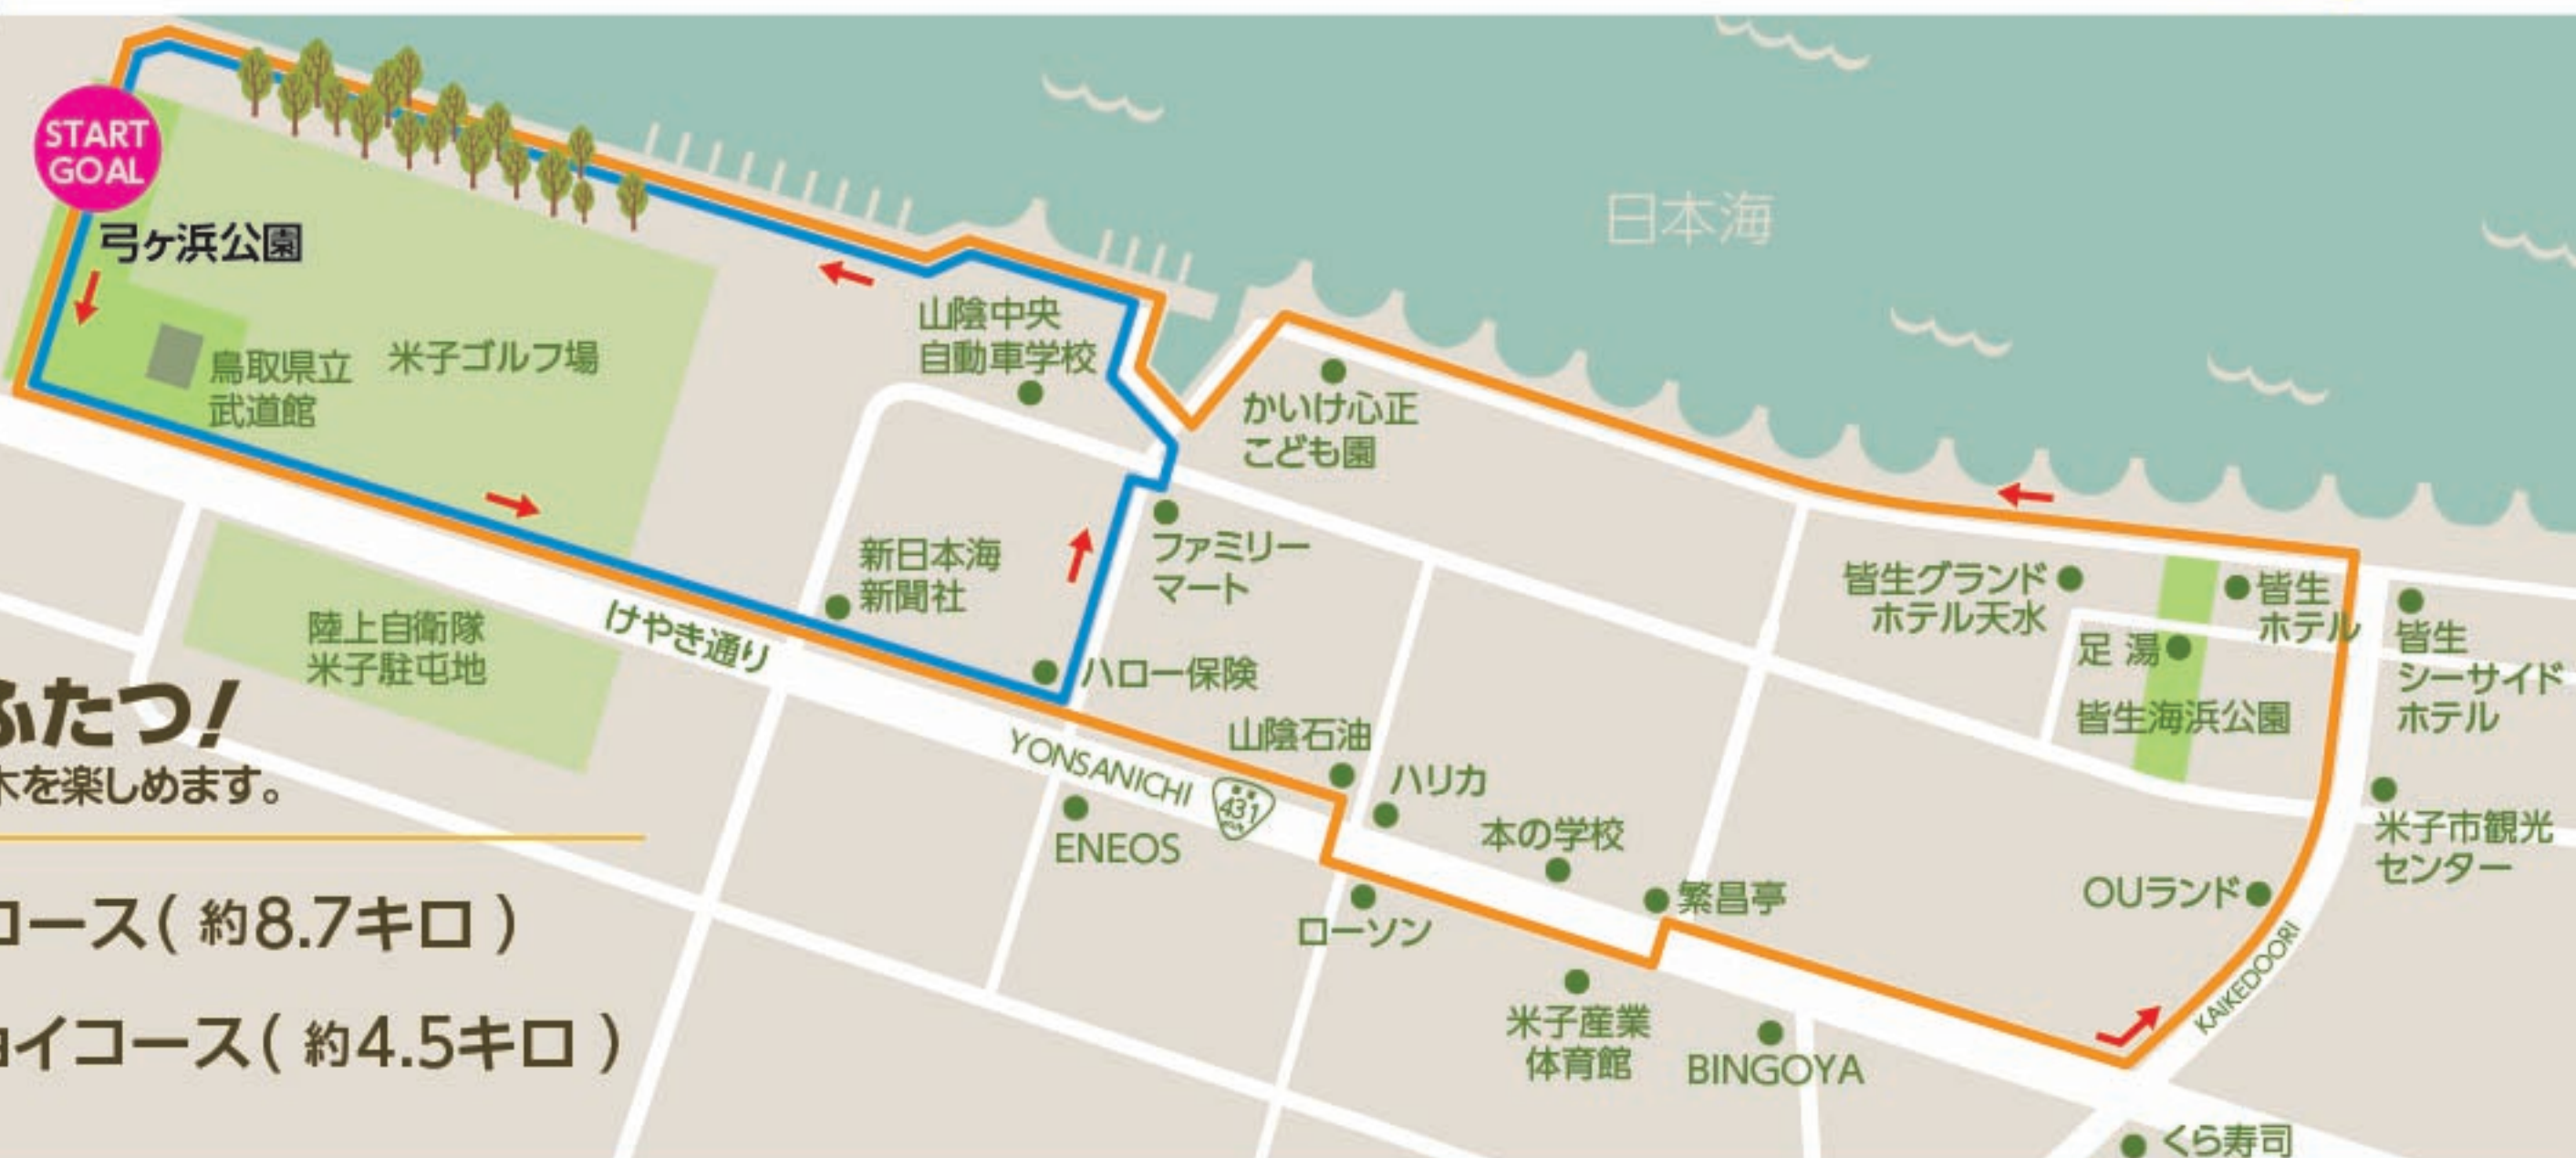 START
GOAL
弓ヶ浜公園
鳥取県立
武道館
米子ゴルフ場
山陰中央
自動車学校
日本海
かいけ心正
こども園
新日本海
新聞社
ファミリー
マート
ハロー保険
けやき通り
陸上自衛隊
米子駐屯地
YONSANICHI
431
ENEOS
山陰石油
ハリカ
本の学校
繁昌亭
ローソン
米子産業
体育館
BINGOYA
皆生グランド
ホテル天水
足湯
皆生
ホテル
皆生海浜公園
皆生
シーサイド
ホテル
米子市観光
センター
OUランド
KAIKEDOORI
くら寿司
ふたつ!
木を楽しめます。
コース( 約8.7キロ )
ョイコース( 約4.5キロ )